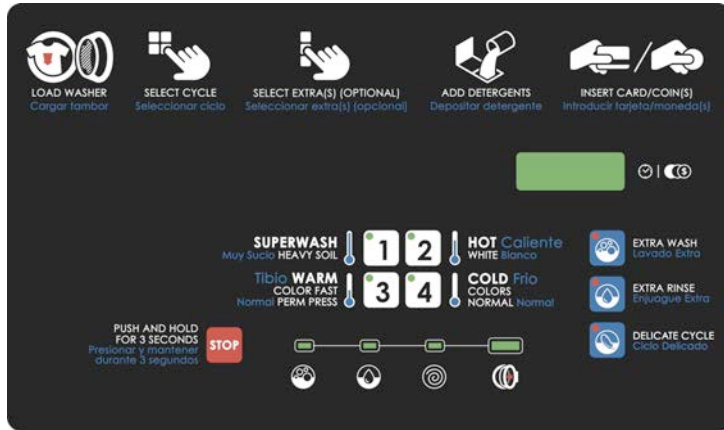 LOAD WASHER
Cargar tambor
SELECT CYCLE
Seleccionar ciclo
SELECT EXTRA(S) (OPTIONAL)
Seleccionar extra(s) (opcional)
ADD DETERGENTS
Depositar detergente
INSERT CARD/COIN(S)
Introducir tarjeta/moneda(s)
$
SUPERWASH
Muy Sucio HEAVY SOIL
1
2
HOT Caliente
WHITE Blanco
Tibio WARM
COLOR FAST
Normal PERM PRESS
3
4
COLD Frio
COLORS
NORMAL Normal
EXTRA WASH
Lavado Extra
EXTRA RINSE
Enjuague Extra
DELICATE CYCLE
Ciclo Delicado
PUSH AND HOLD
FOR 3 SECONDS
Presionar y mantener
durante 3 segundos
STOP